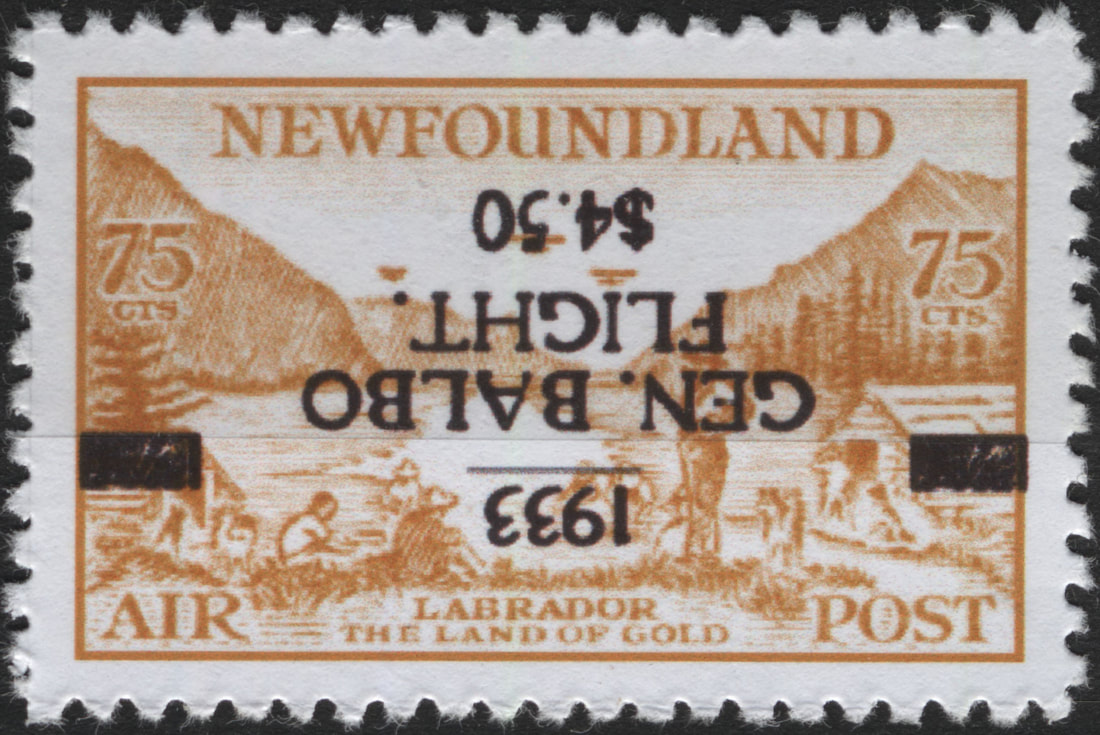 NEWFOUNDLAND
75 75
CTS. CTS.
AIR POST
LABRADOR
THE LAND OF GOLD
1933
GEN. BALBO
FLIGHT.
$4.50